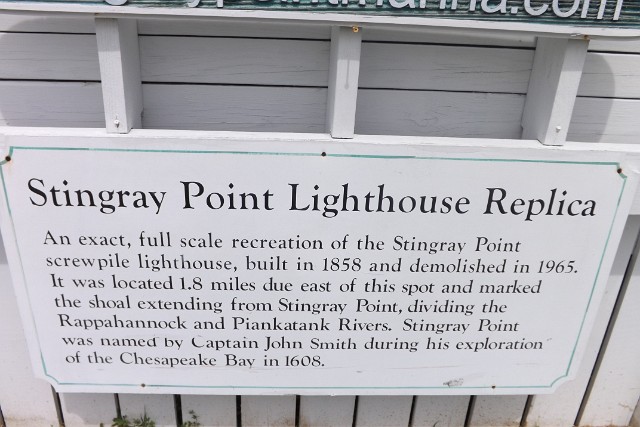 Stingray Point Lighthouse Replica
An exact, full scale recreation of the Stingray Point
screwpile lighthouse, built in 1858 and demolished in 1965.
It was located 1.8 miles due east of this spot and marked
the shoal extending from Stingray Point, dividing the
Rappahannock and Piankatank Rivers. Stingray Point
was named by Captain John Smith during his exploration
of the Chesapeake Bay in 1608.